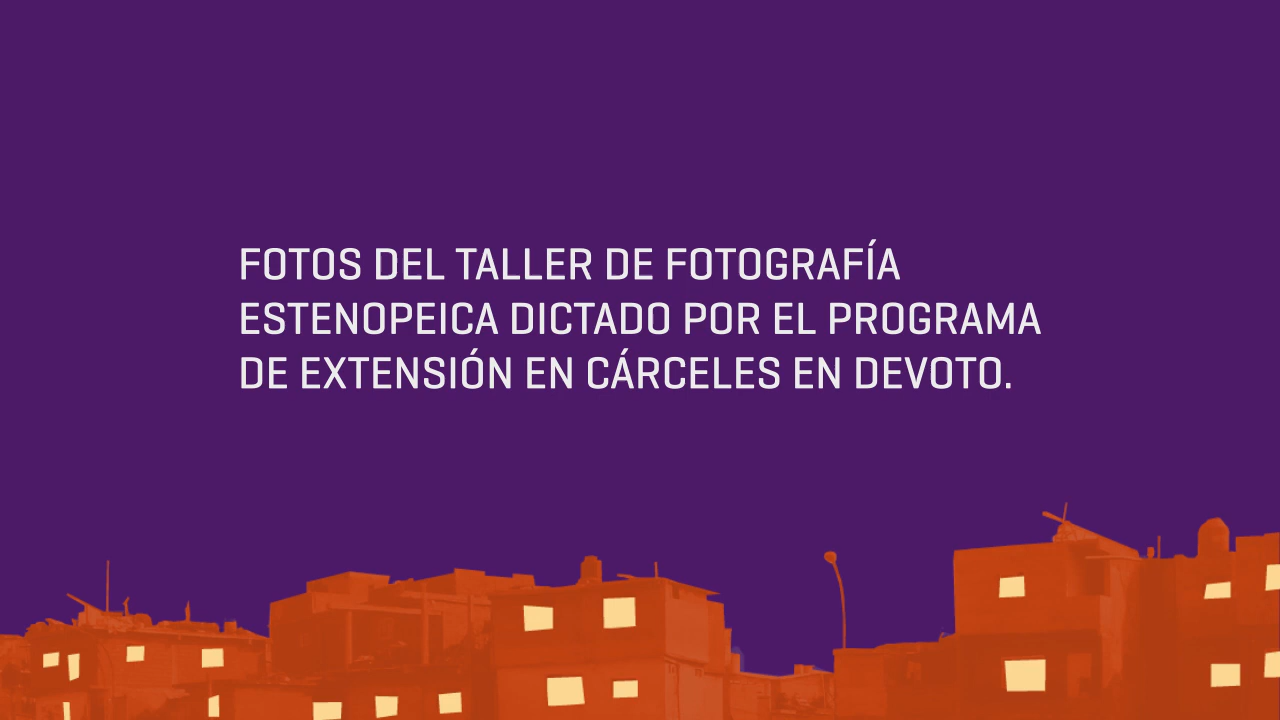 FOTOS DEL TALLER DE FOTOGRAFÍA
ESTENOPEICA DICTADO POR EL PROGRAMA
DE EXTENSIÓN EN CÁRCELES EN DEVOTO.